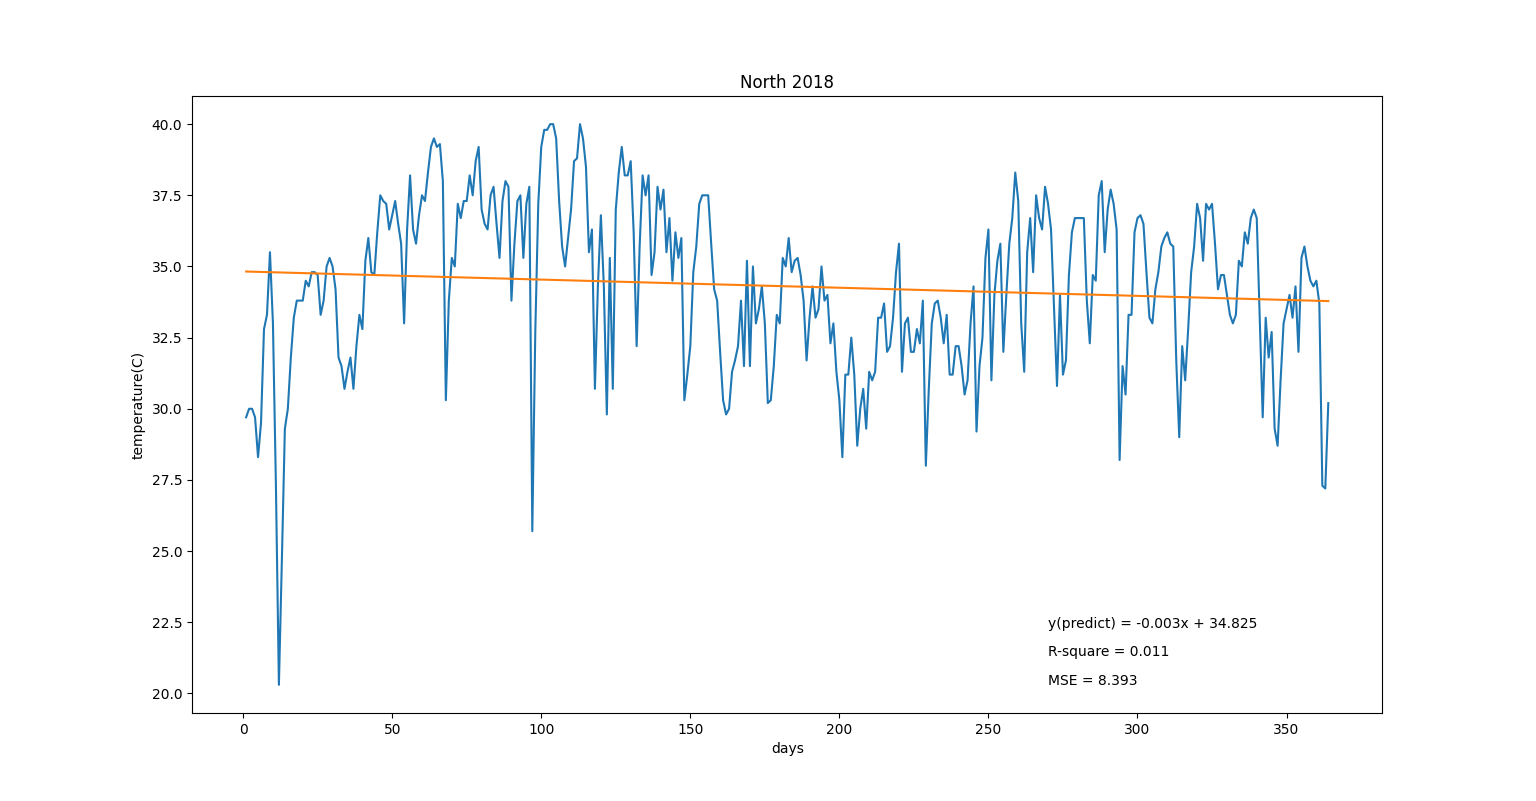 North 2018
40.0
37.5
35.0
32.5
30.0
27.5
25.0
22.5
20.0
temperature(C)
y(predict) = -0.003x + 34.825
R-square = 0.011
MSE = 8.393
0 50 100 150 200 250 300 350
days